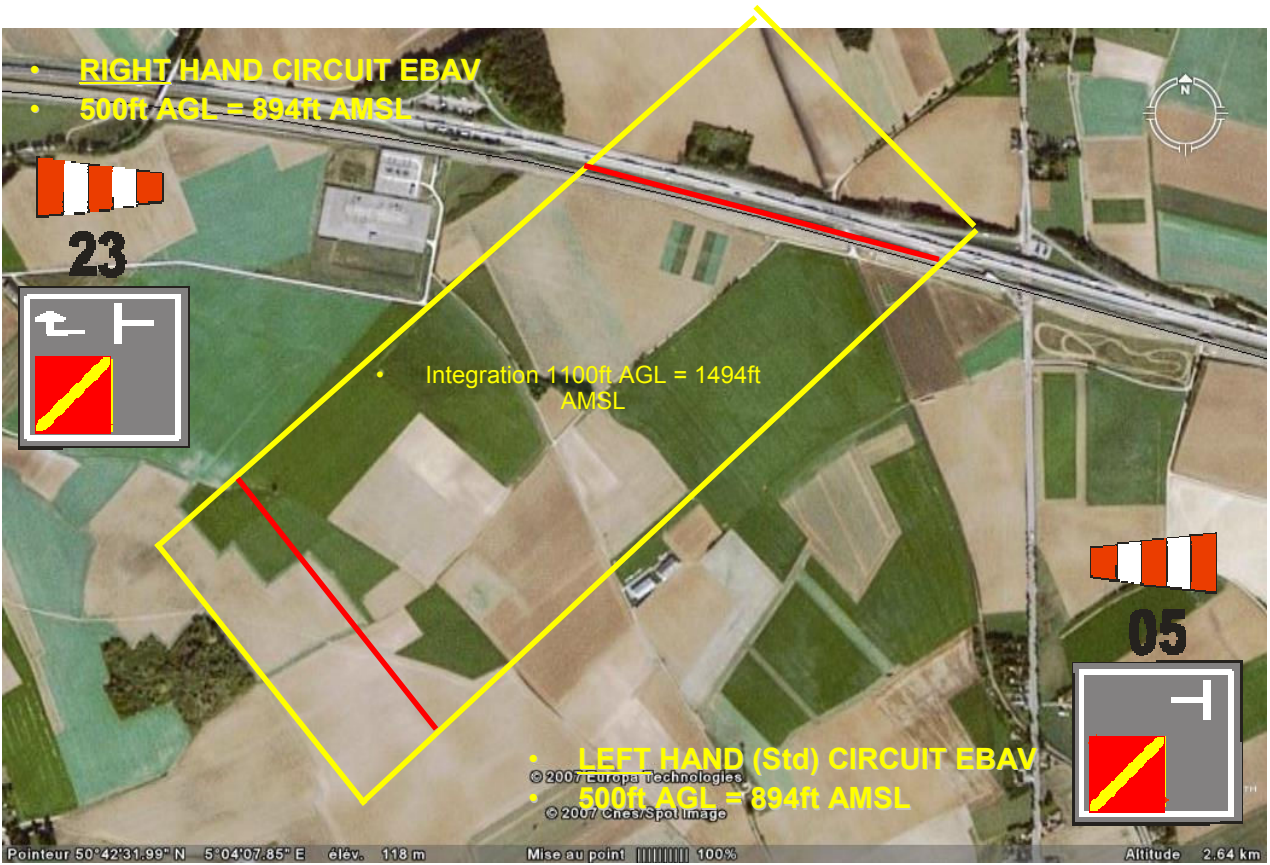 • RIGHT HAND CIRCUIT EBAV
• 500ft AGL = 894ft AMSL
N
23
• Integration 1100ft AGL = 1494ft
AMSL
05
• LEFT HAND (Std) CIRCUIT EBAV
© 2007 Europa Technologies
• 500ft AGL = 894ft AMSL
© 2007 Cnes/Spot Image
TM
Pointeur 50°42'31.99" N 5°04'07.85" E élév. 118 m Mise au point ||||||||| 100% Altitude 2.64 km